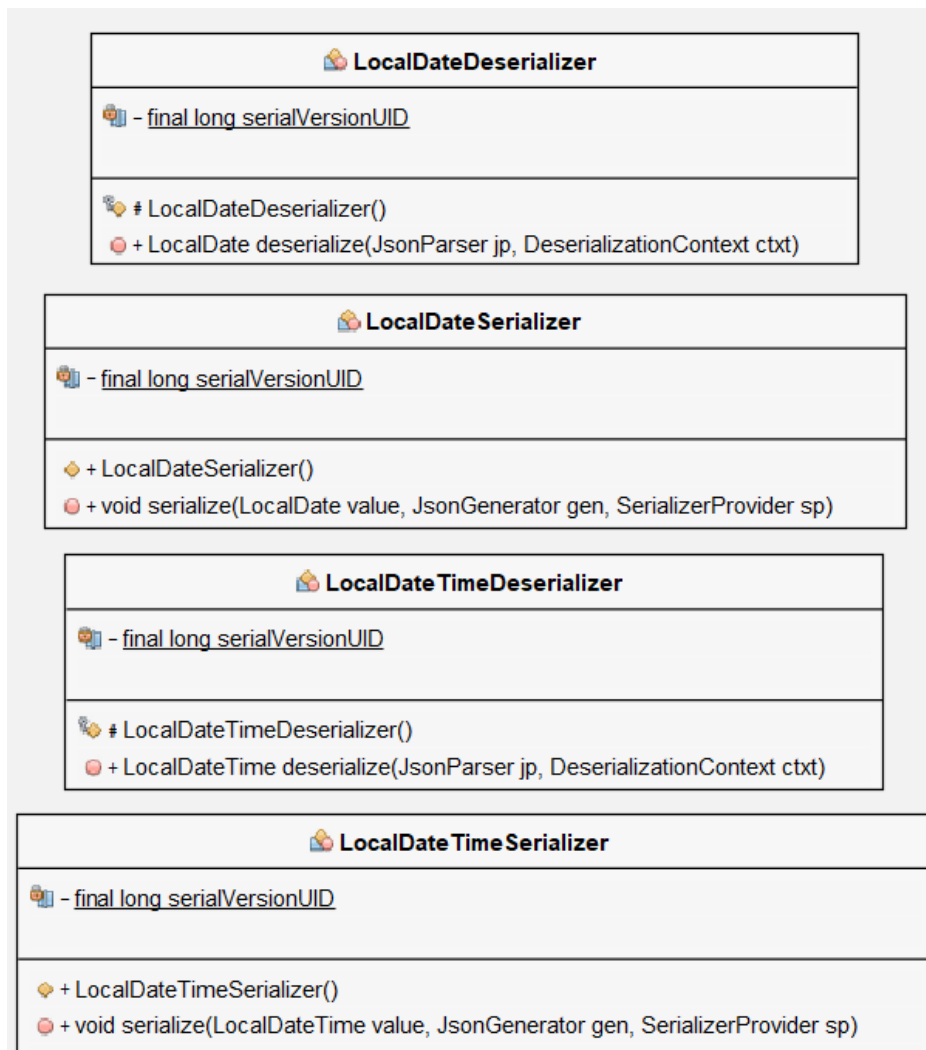 LocalDateDeserializer
- final long serialVersionUID
# LocalDateDeserializer()
+ LocalDate deserialize(JsonParser jp, DeserializationContext ctxt)
LocalDateSerializer
- final long serialVersionUID
+ LocalDateSerializer()
+ void serialize(LocalDate value, JsonGenerator gen, SerializerProvider sp)
LocalDateTimeDeserializer
- final long serialVersionUID
# LocalDateTimeDeserializer()
+ LocalDateTime deserialize(JsonParser jp, DeserializationContext ctxt)
LocalDateTimeSerializer
- final long serialVersionUID
+ LocalDateTimeSerializer()
+ void serialize(LocalDateTime value, JsonGenerator gen, SerializerProvider sp)